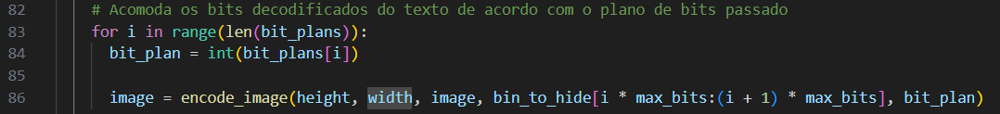 82 # Acomoda os bits decodificados do texto de acordo com o plano de bits passado
83 for i in range(len(bit_plans)):
84 bit_plan = int(bit_plans[i])
85
86 image = encode_image(height, width, image, bin_to_hide[i * max_bits:(i + 1) * max_bits], bit_plan)